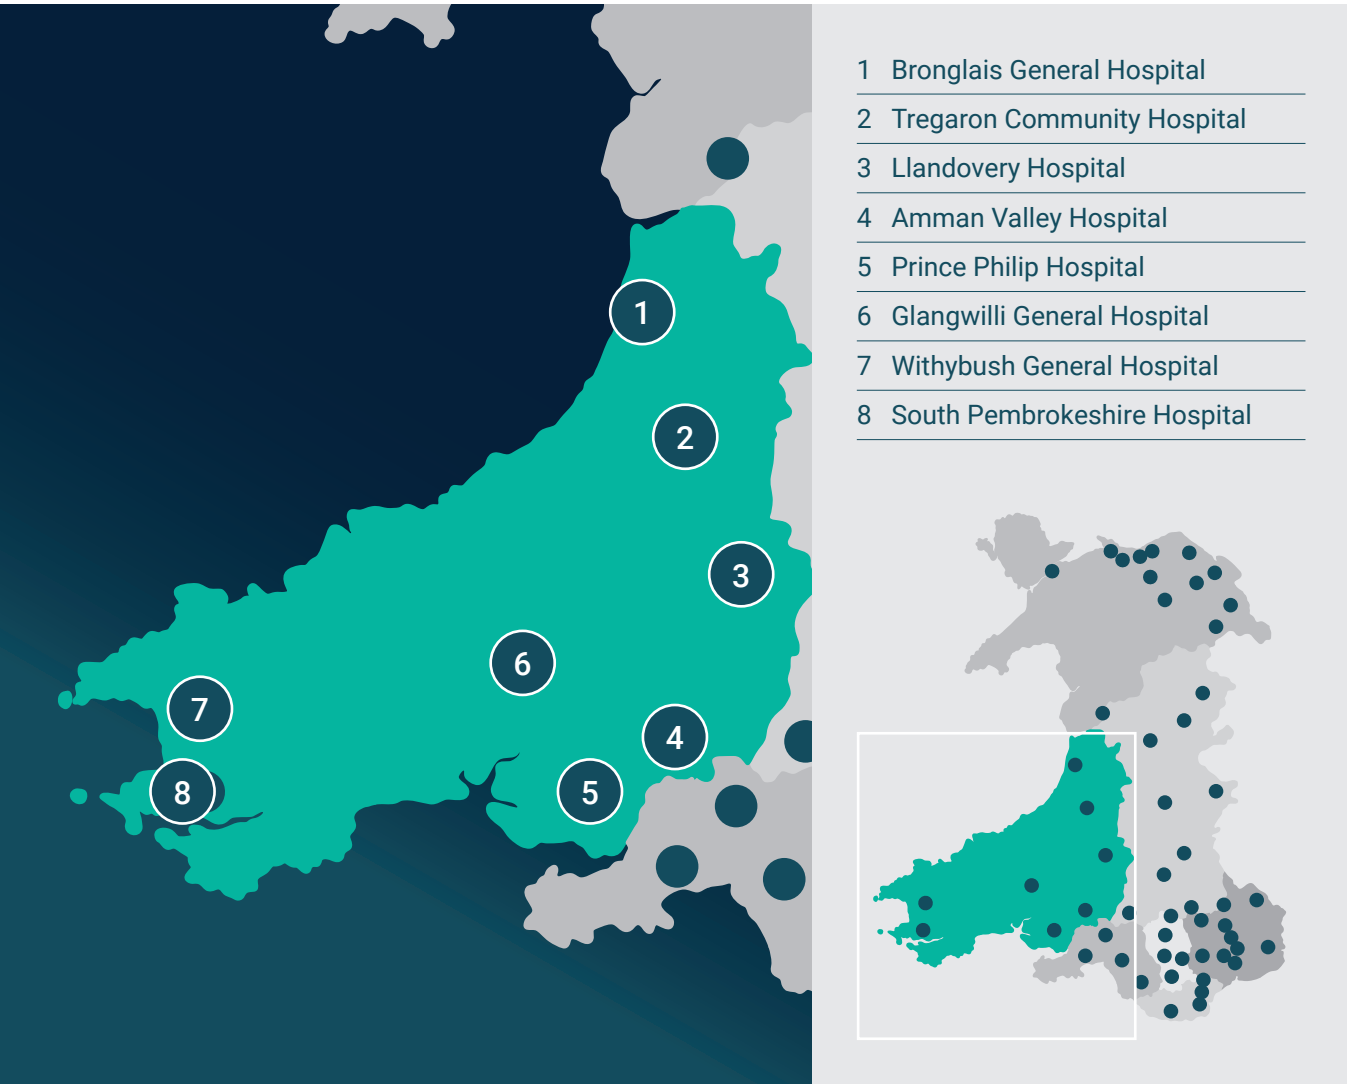 1 Bronglais General Hospital
2 Tregaron Community Hospital
3 Llandovery Hospital
4 Amman Valley Hospital
5 Prince Philip Hospital
6 Glangwilli General Hospital
7 Withybush General Hospital
8 South Pembrokeshire Hospital
1
2
3
6
7
4
8
5